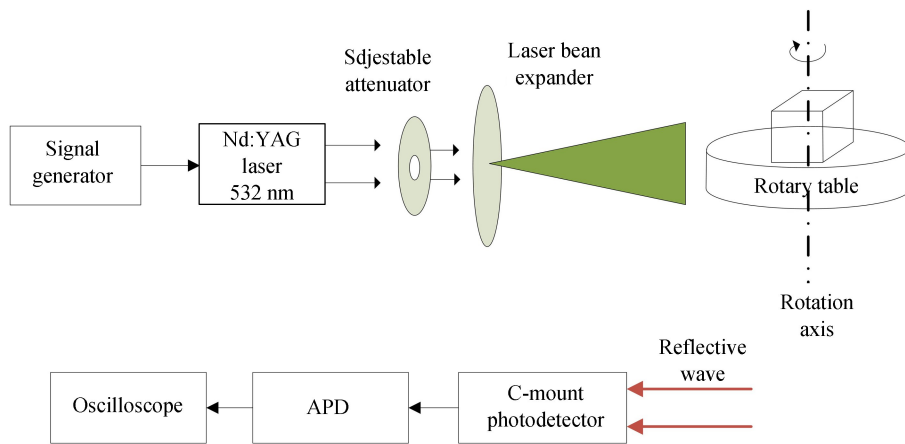 Sdjestable
attenuator
Laser bean
expander
Signal
generator
Nd:YAG
laser
532 nm
Rotary table
Rotation
axis
Reflective
wave
Oscilloscope
APD
C-mount
photodetector